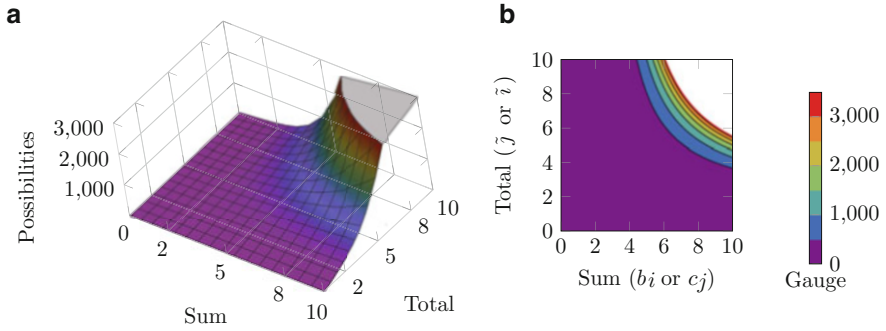 a
Possibilities
3,000
2,000
1,000
0
2
5
8
10
Sum
2
5
8
10
Total
b
Total ( j̃ or ĩ )
10
8
6
4
2
0
0 2 4 6 8 10
Sum (bi or cj)
3,000
2,000
1,000
0
Gauge